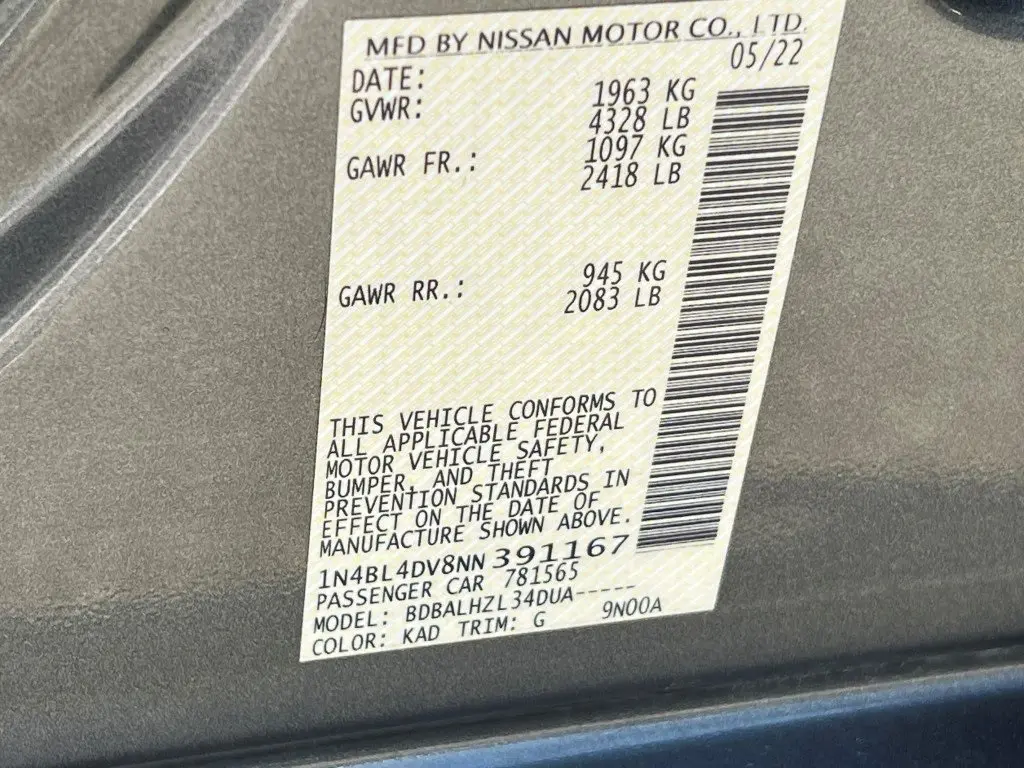 MFD BY NISSAN MOTOR CO., LTD.
DATE: 05/22
GVWR: 1963 KG
4328 LB
GAWR FR.: 1097 KG
2418 LB
GAWR RR.: 945 KG
2083 LB
THIS VEHICLE CONFORMS TO
ALL APPLICABLE FEDERAL
MOTOR VEHICLE SAFETY,
BUMPER, AND THEFT
PREVENTION STANDARDS IN
EFFECT ON THE DATE OF
MANUFACTURE SHOWN ABOVE.
1N4BL4DV8NN 391167
PASSENGER CAR 781565
MODEL: BDBALHZL34DUA-----
COLOR: KAD TRIM: G 9N00A